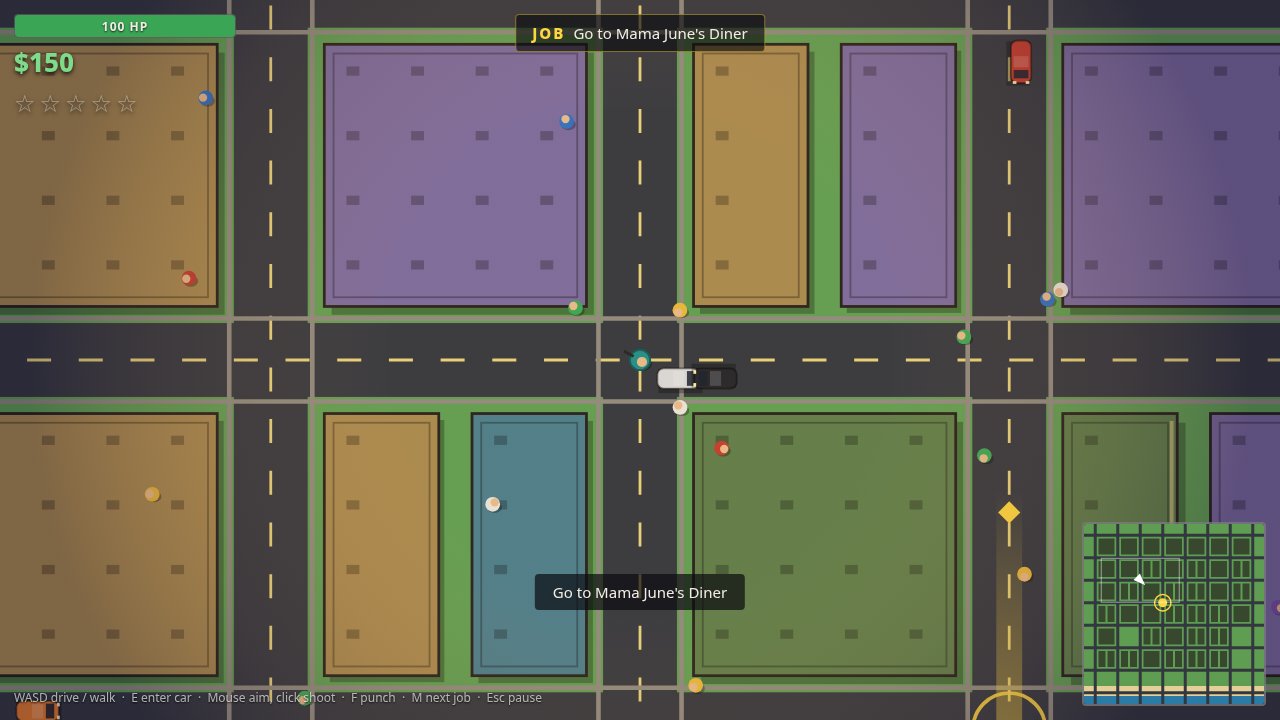 100 HP
JOB Go to Mama June's Diner
$150
Go to Mama June's Diner
WASD drive / walk · E enter car · Mouse aim, click shoot · F punch · M next job · Esc pause